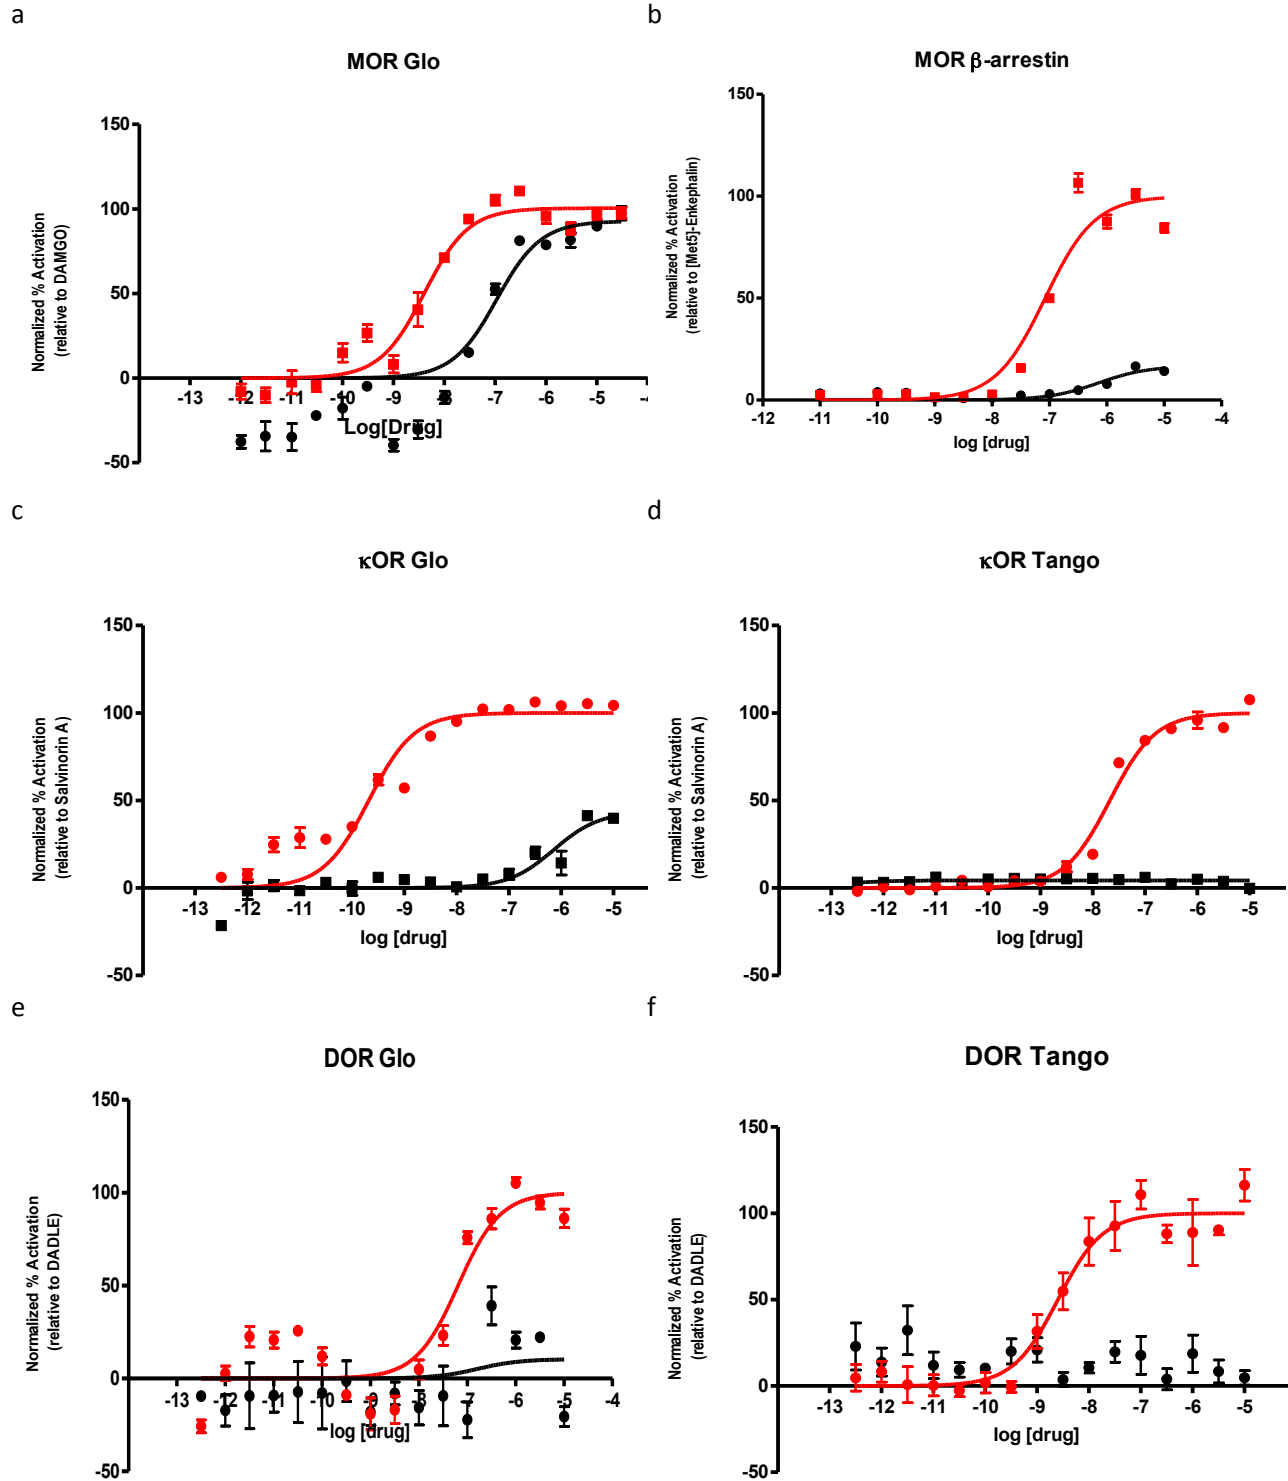 a
MOR Glo
150
100
50
0
-50
-13 -12 -11 -10 -9 -8 -7 -6 -5
Log[Drug]
Normalized % Activation
(relative to DAMGO)
b
MOR β-arrestin
150
100
50
0
-12 -11 -10 -9 -8 -7 -6 -5 -4
log [drug]
Normalized % Activation
(relative to [Met5]-Enkephalin)
c
κOR Glo
150
100
50
0
-50
-13 -12 -11 -10 -9 -8 -7 -6 -5
log [drug]
Normalized % Activation
(relative to Salvinorin A)
d
κOR Tango
150
100
50
0
-50
-13 -12 -11 -10 -9 -8 -7 -6 -5
log [drug]
Normalized % Activation
(relative to Salvinorin A)
e
DOR Glo
150
100
50
0
-50
-13 -12 -11 -10 -9 -8 -7 -6 -5 -4
log [drug]
Normalized % Activation
(relative to DADLE)
f
DOR Tango
150
100
50
0
-50
-13 -12 -11 -10 -9 -8 -7 -6 -5
log [drug]
Normalized % Activation
(relative to DADLE)